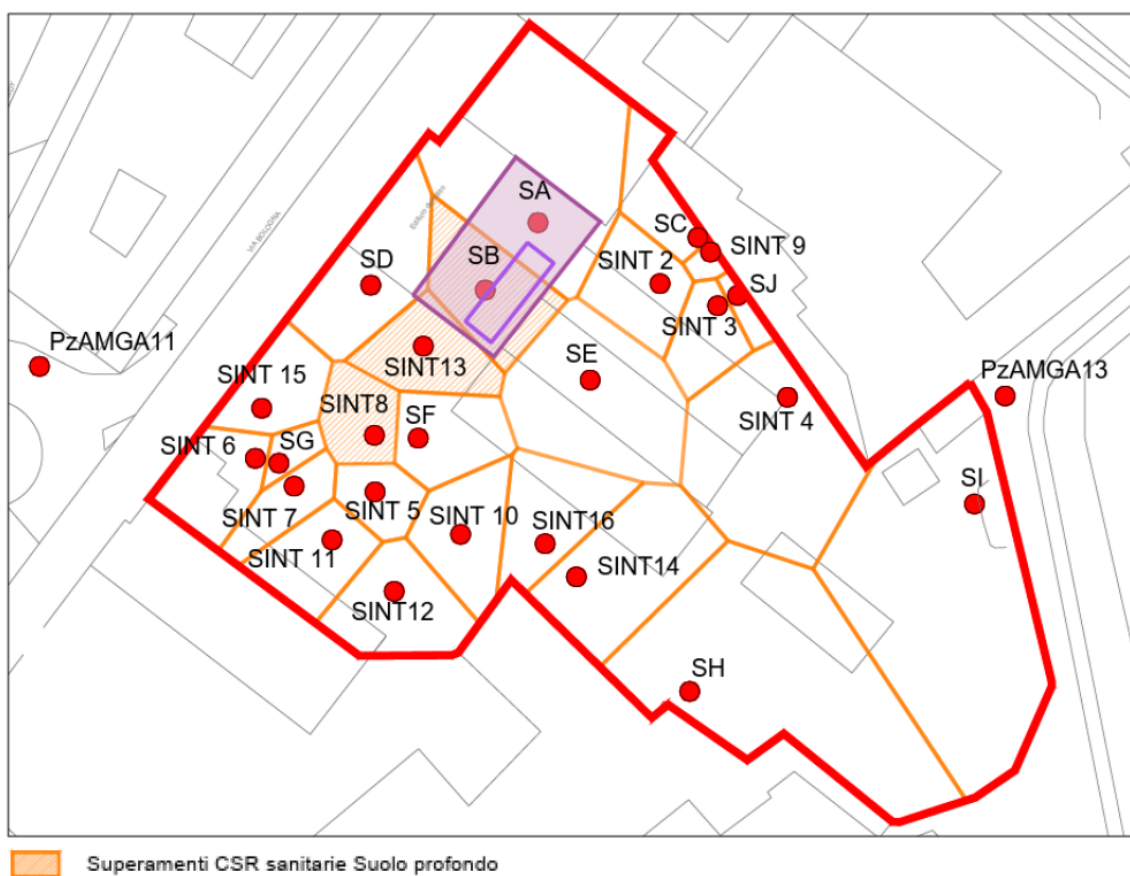 SA
VIA BOLOGNA
SC
SINT 9
SB
SD
SINT 2
SJ
SINT 3
PzAMGA11
SINT13
SE
PzAMGA13
SINT 15
SINT8
SF
SINT 4
SINT 6
SG
SI
SINT 7
SINT 5
SINT 10
SINT16
SINT 11
SINT14
SINT12
SH
Superamenti CSR sanitarie Suolo profondo